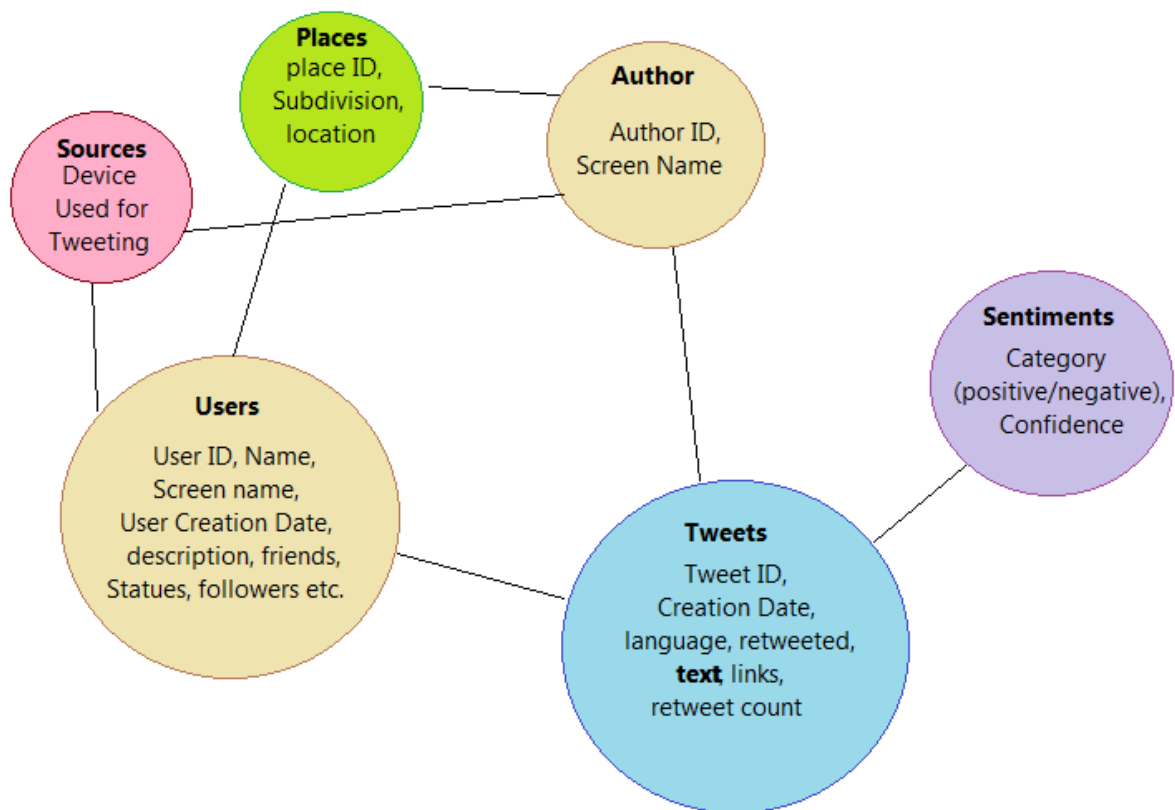 Places
place ID,
Subdivision,
location
Author
Author ID,
Screen Name
Sources
Device
Used for
Tweeting
Sentiments
Category
(positive/negative),
Confidence
Users
User ID, Name,
Screen name,
User Creation Date,
description, friends,
Statues, followers etc.
Tweets
Tweet ID,
Creation Date,
language, retweeted,
text, links,
retweet count